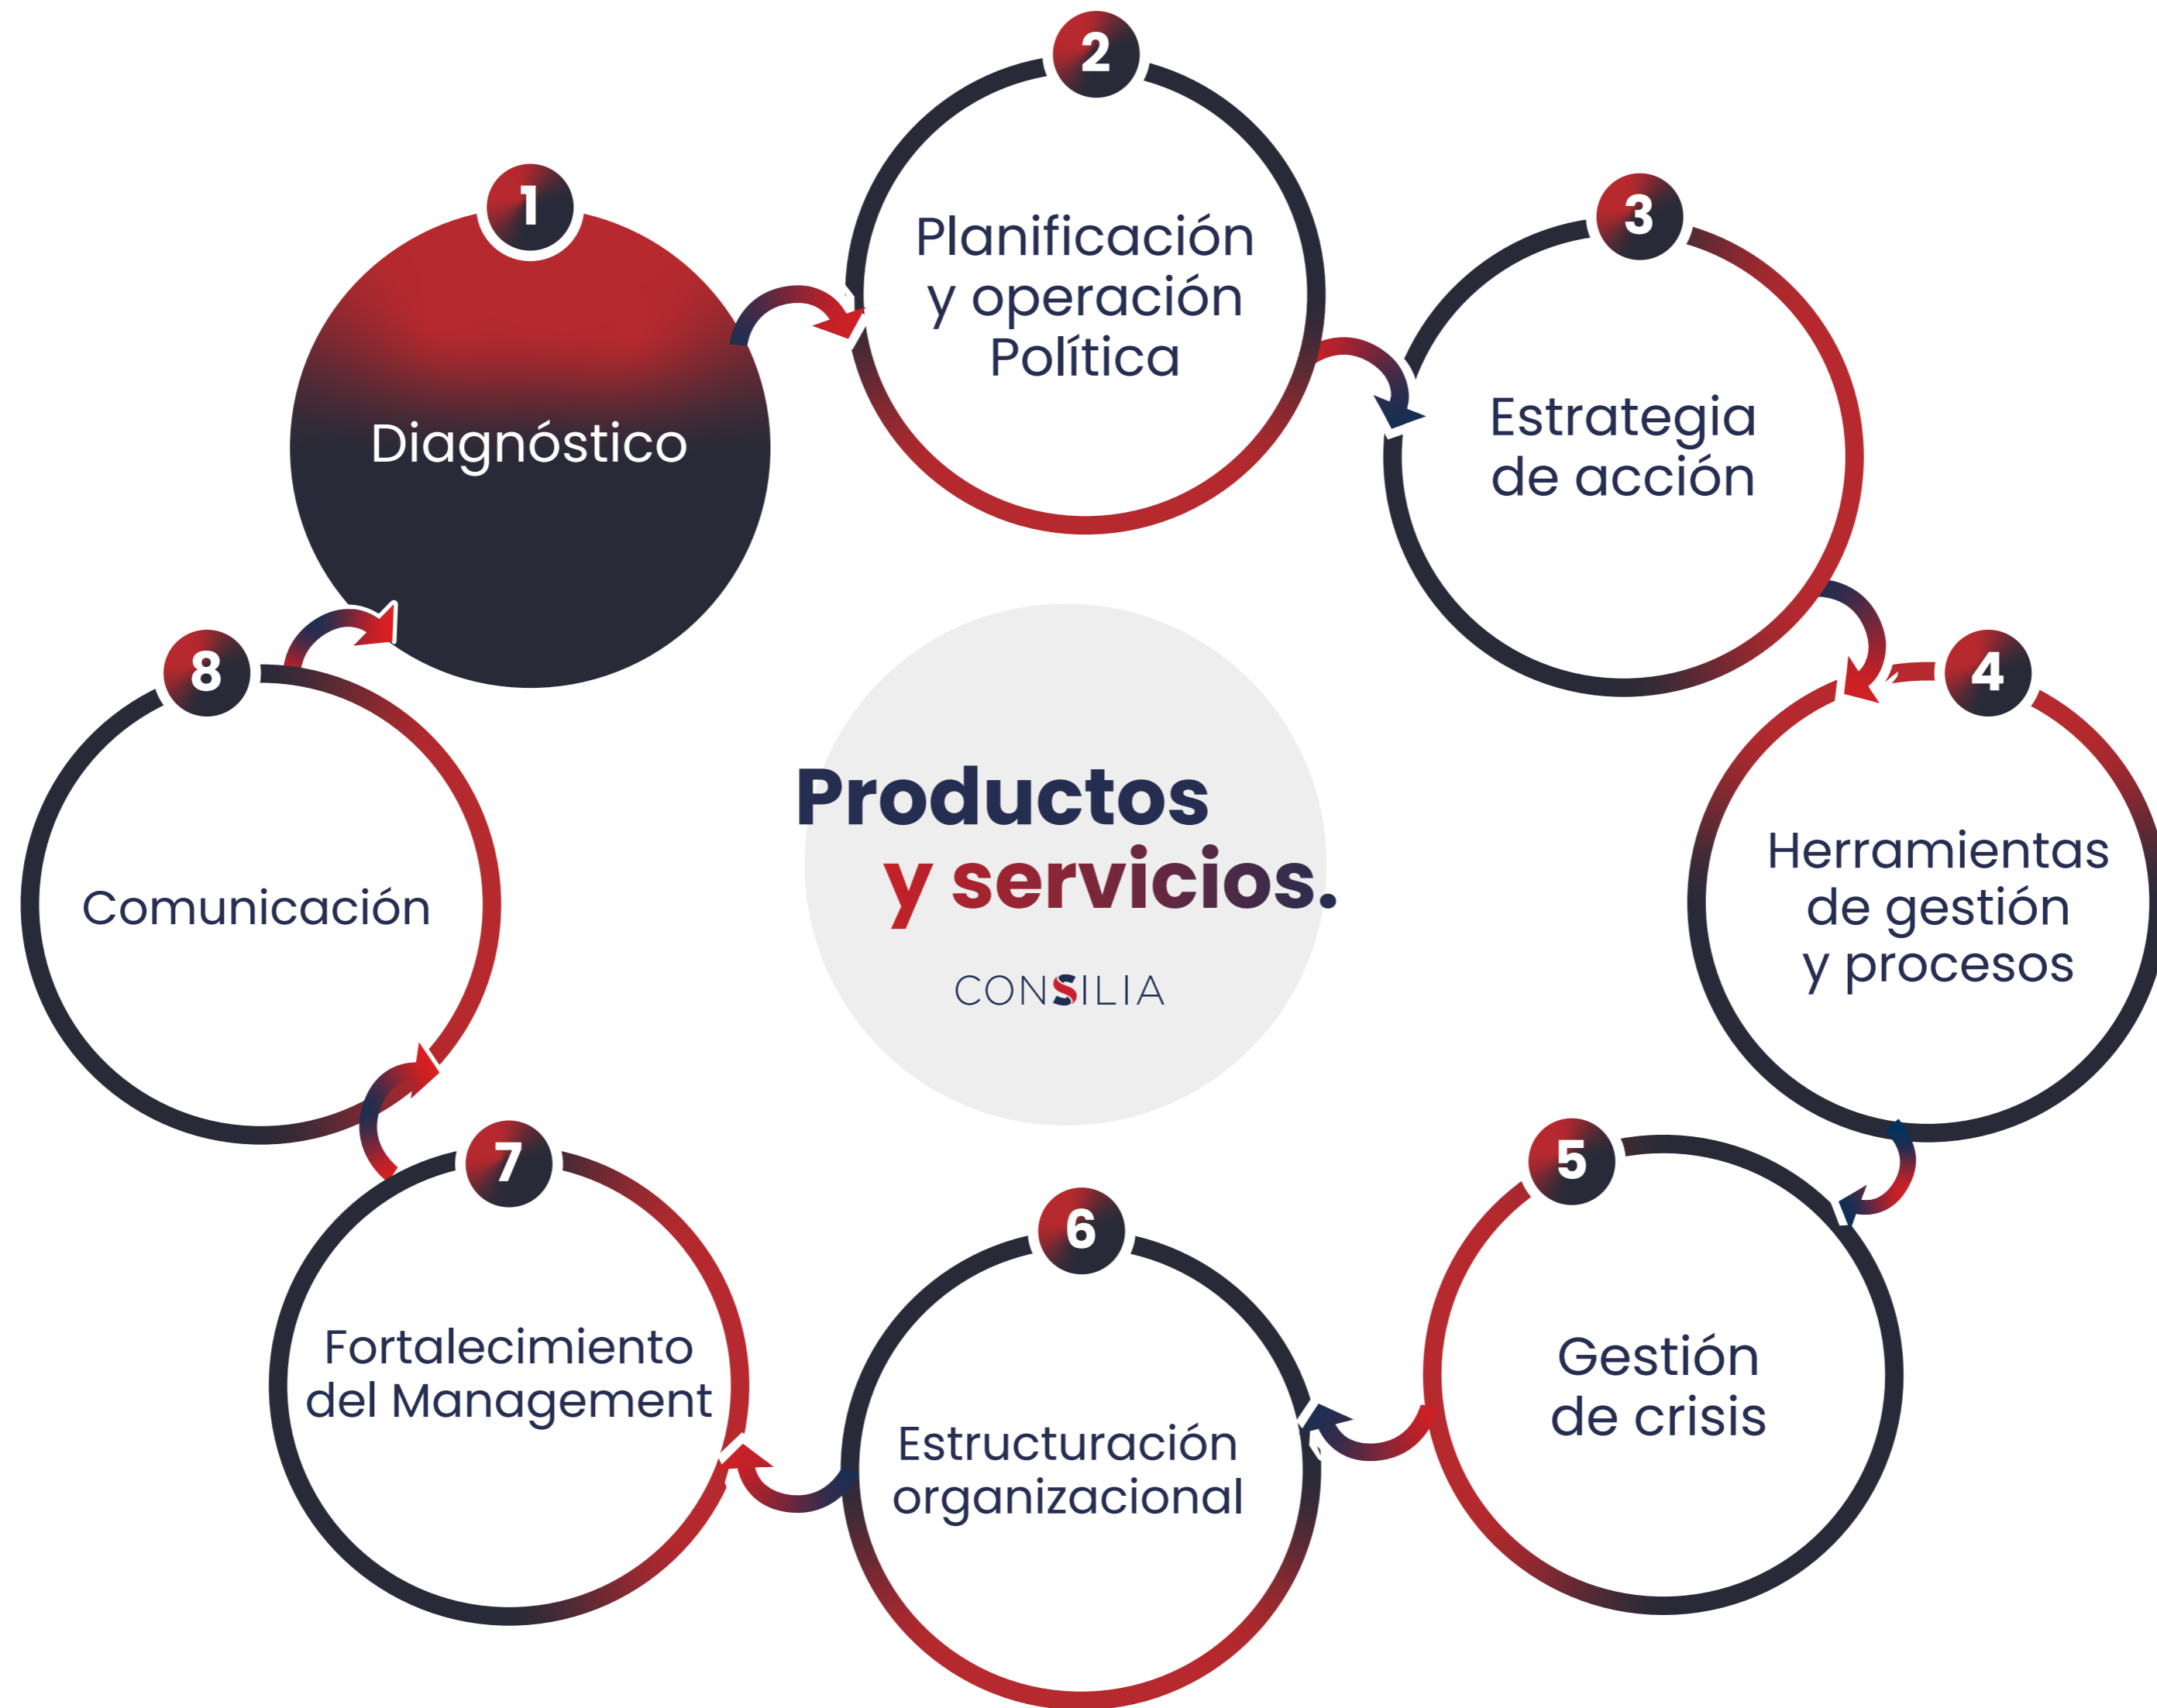 1
Diagnóstico
2
Planificación
y operación
Política
3
Estrategia
de acción
4
Herramientas
de gestión
y procesos
5
Gestión
de crisis
6
Estructuración
organizacional
7
Fortalecimiento
del Management
8
Comunicación
Productos
y servicios.
CONSILIA